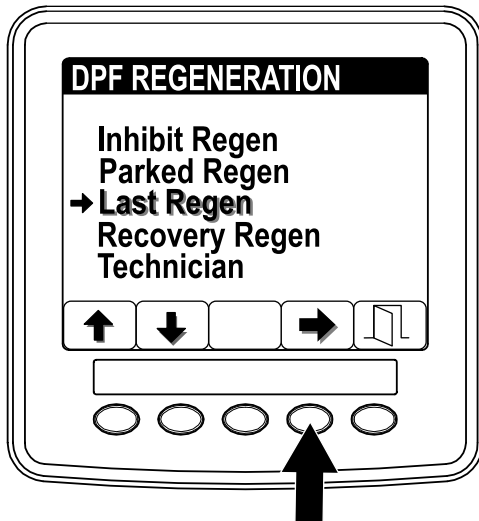 DPF REGENERATION
Inhibit Regen
Parked Regen
Last Regen
Recovery Regen
Technician